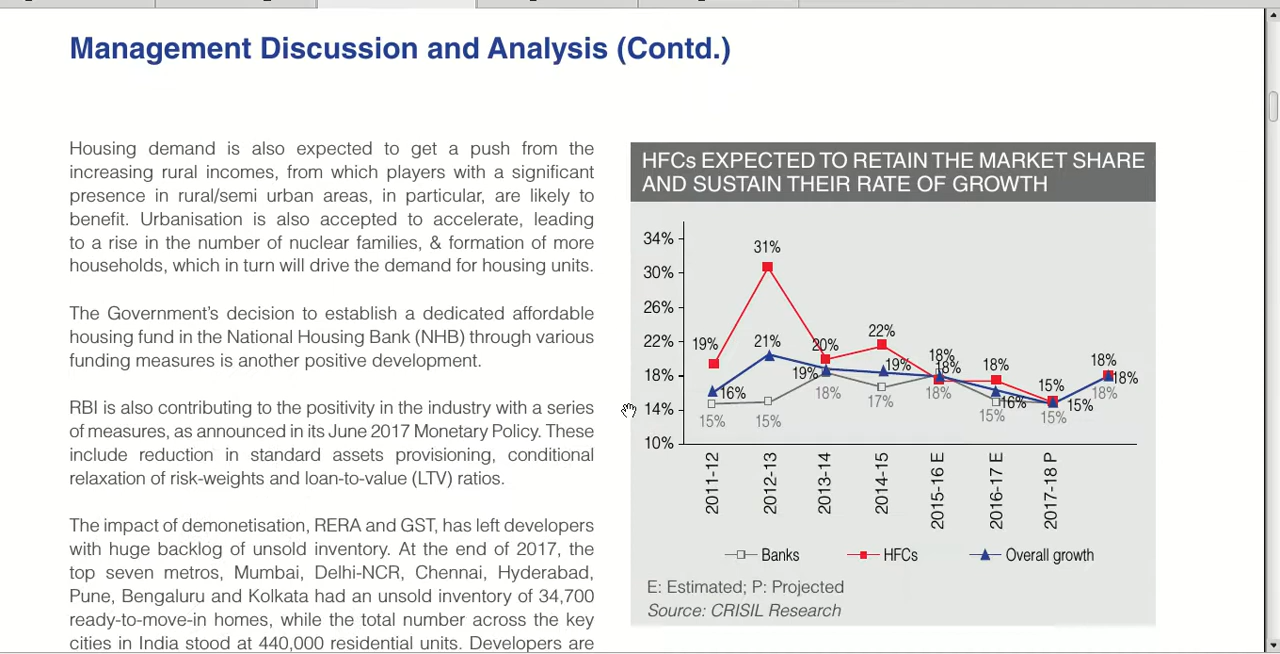 Management Discussion and Analysis (Contd.)
Housing demand is also expected to get a push from the
increasing rural incomes, from which players with a significant
presence in rural/semi urban areas, in particular, are likely to
benefit. Urbanisation is also accepted to accelerate, leading
to a rise in the number of nuclear families, & formation of more
households, which in turn will drive the demand for housing units.
The Government's decision to establish a dedicated affordable
housing fund in the National Housing Bank (NHB) through various
funding measures is another positive development.
RBI is also contributing to the positivity in the industry with a series
of measures, as announced in its June 2017 Monetary Policy. These
include reduction in standard assets provisioning, conditional
relaxation of risk-weights and loan-to-value (LTV) ratios.
The impact of demonetisation, RERA and GST, has left developers
with huge backlog of unsold inventory. At the end of 2017, the
top seven metros, Mumbai, Delhi-NCR, Chennai, Hyderabad,
Pune, Bengaluru and Kolkata had an unsold inventory of 34,700
ready-to-move-in homes, while the total number across the key
cities in India stood at 440,000 residential units. Developers are
HFCs EXPECTED TO RETAIN THE MARKET SHARE
AND SUSTAIN THEIR RATE OF GROWTH
34%
30%
26%
22%
18%
14%
10%
19%
31%
20%
22%
18%
18%
15%
18%
16%
21%
19%
19%
18%
16%
15%
18%
15%
15%
18%
17%
18%
15%
15%
18%
2011-12
2012-13
2013-14
2014-15
2015-16 E
2016-17 E
2017-18 P
Banks
HFCs
Overall growth
E: Estimated; P: Projected
Source: CRISIL Research